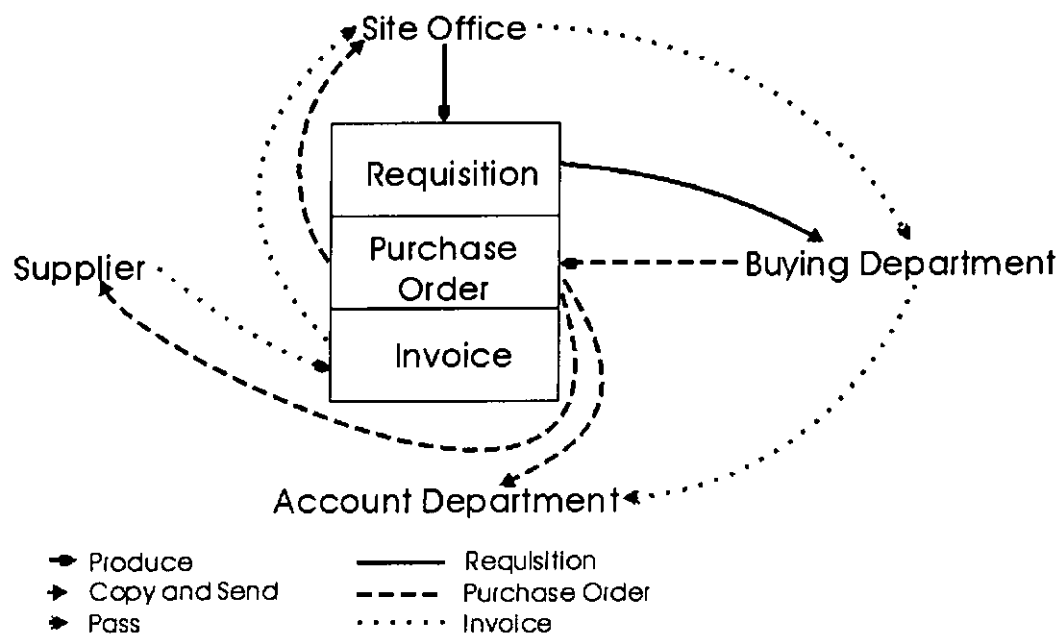 Site Office
Requisition
Purchase
Order
Invoice
Supplier
Buying Department
Account Department
Produce
Requisition
Copy and Send
Purchase Order
Pass
Invoice